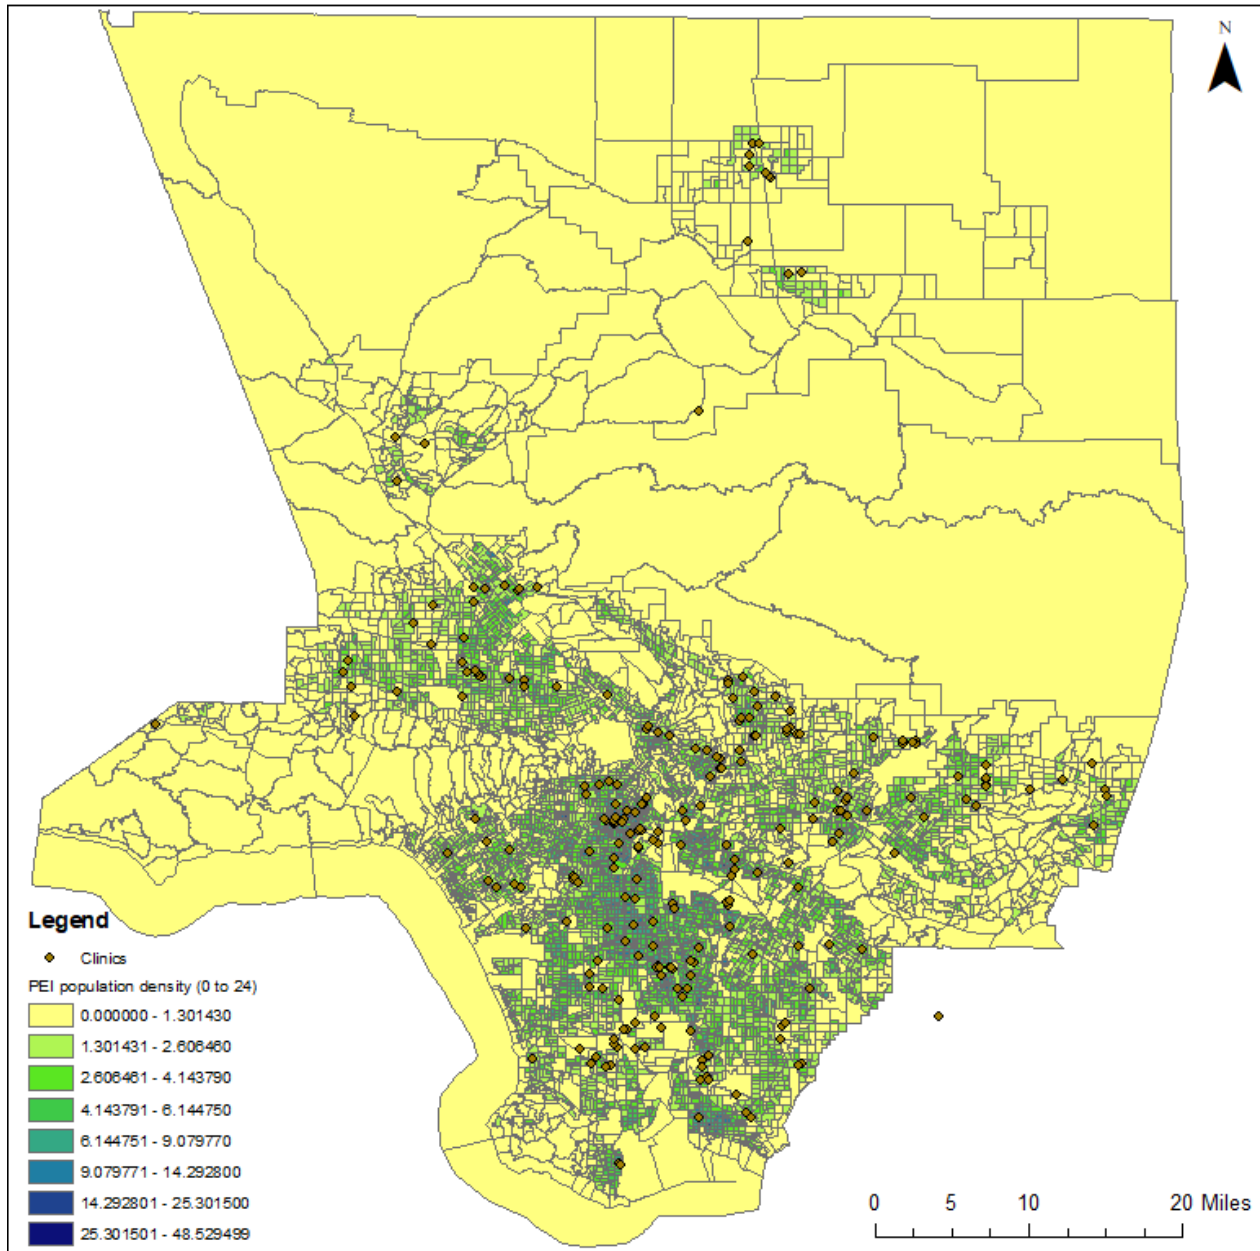 N
Legend
Clinics
PEI population density (0 to 24)
0.000000 - 1.301430
1.301431 - 2.606460
2.606461 - 4.143790
4.143791 - 6.144750
6.144751 - 9.079770
9.079771 - 14.292800
14.292801 - 25.301500
25.301501 - 48.529499
0 5 10 20 Miles